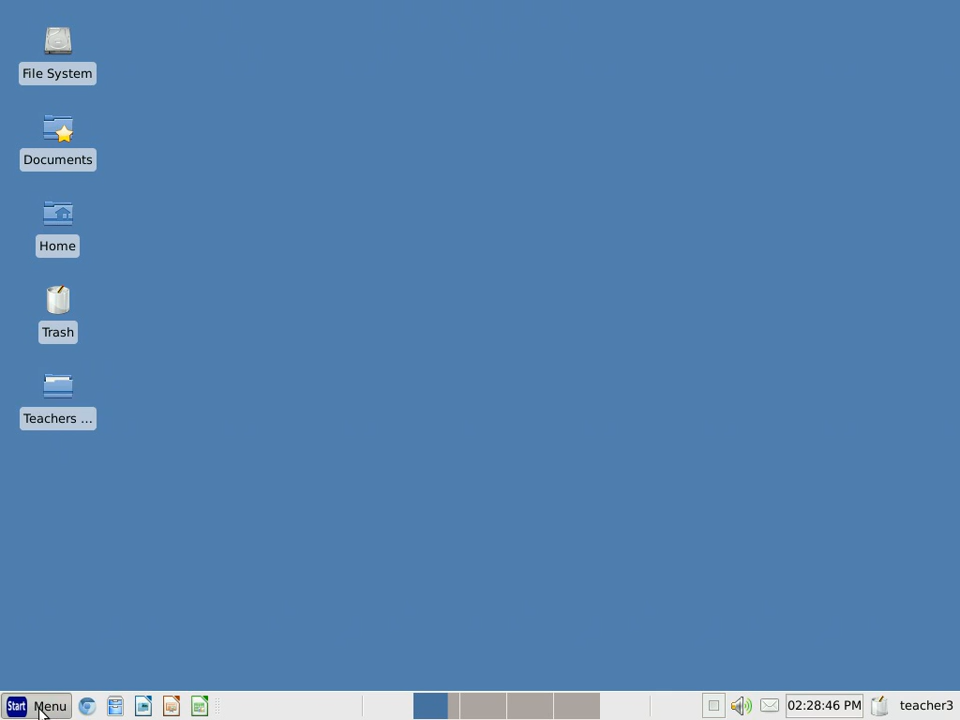 File System
Documents
Home
Trash
Teachers ...
Start Menu
02:28:46 PM
teacher3